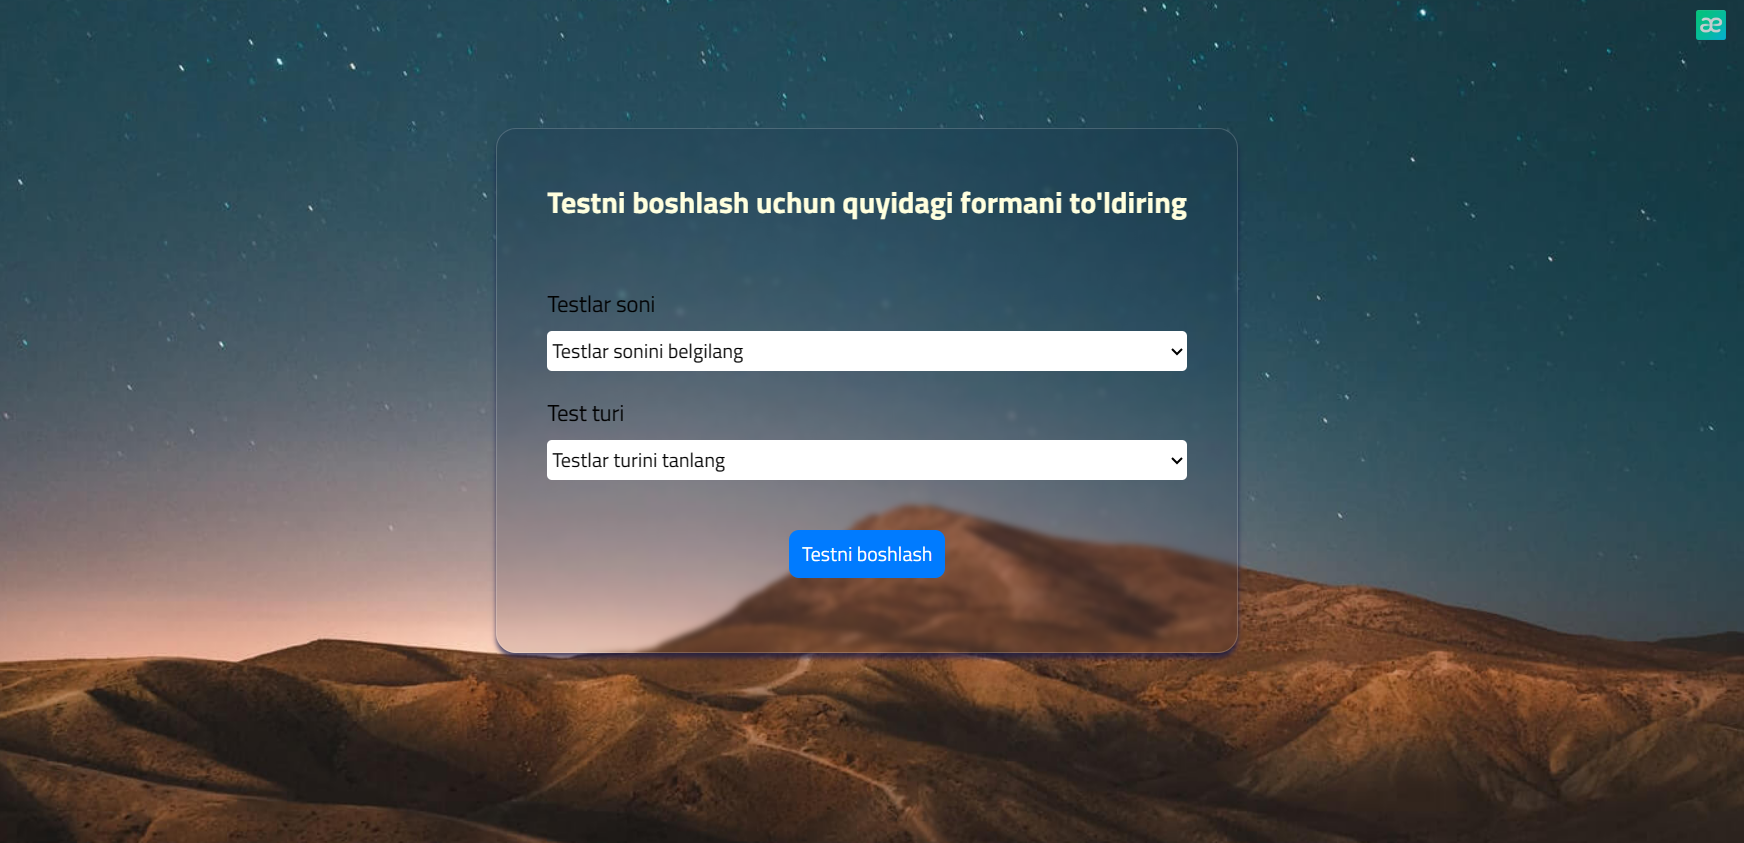 æ
Testni boshlash uchun quyidagi formani to'ldiring
Testlar soni
Testlar sonini belgilang
Test turi
Testlar turini tanlang
Testni boshlash